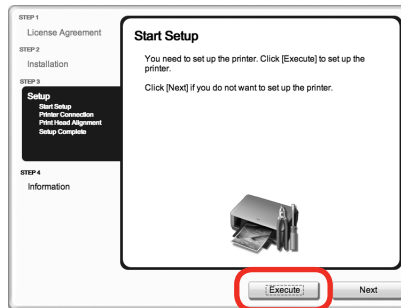 STEP 1
License Agreement
STEP 2
Installation
STEP 3
Setup
Start Setup
Printer Connection
Print Head Alignment
Setup Complete
STEP 4
Information
Start Setup
You need to set up the printer. Click [Execute] to set up the
printer.
Click [Next] if you do not want to set up the printer.
Execute
Next